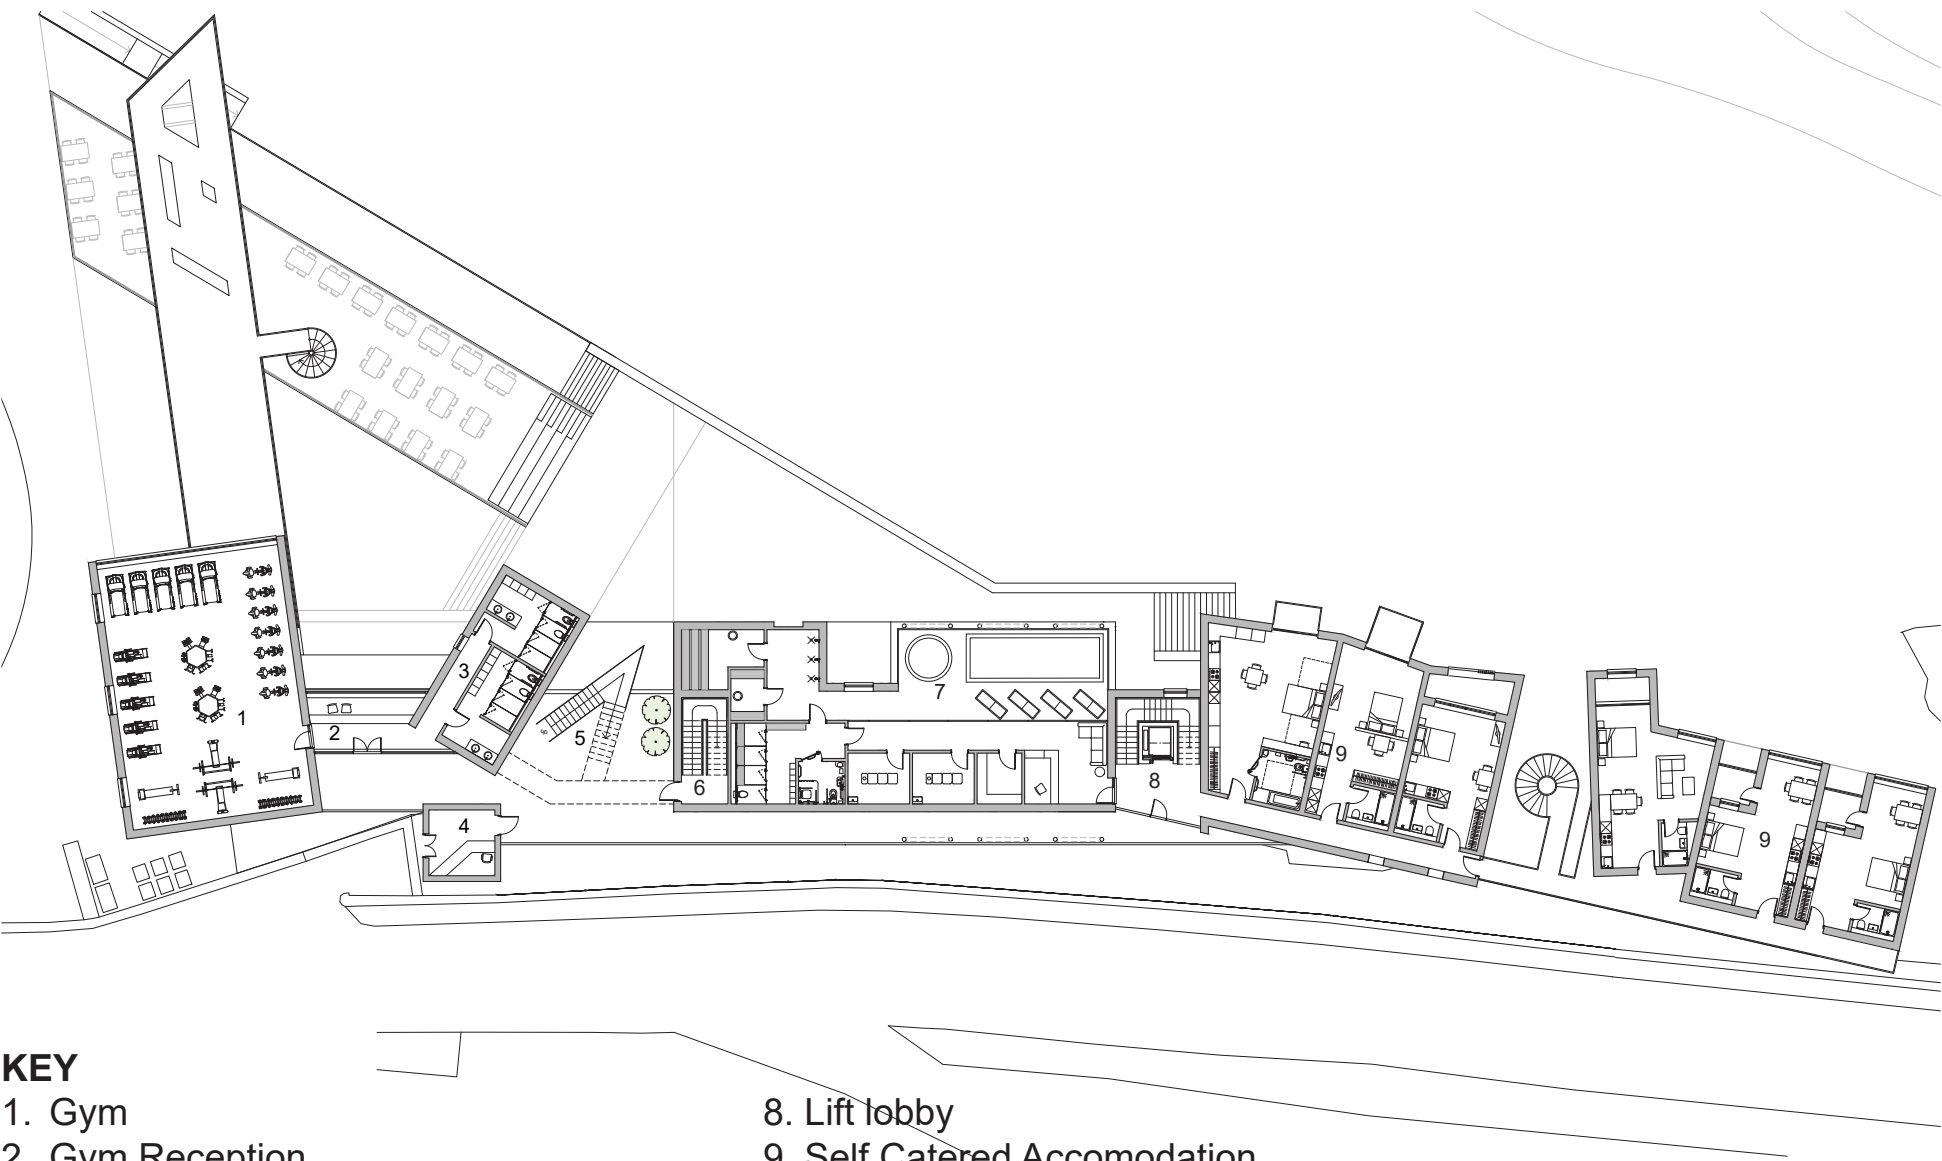 1
2
3
4
5
6
7
8
9
9
KEY
1. Gym
2. Gym Reception
8. Lift lobby
9. Self Catered Accomodation